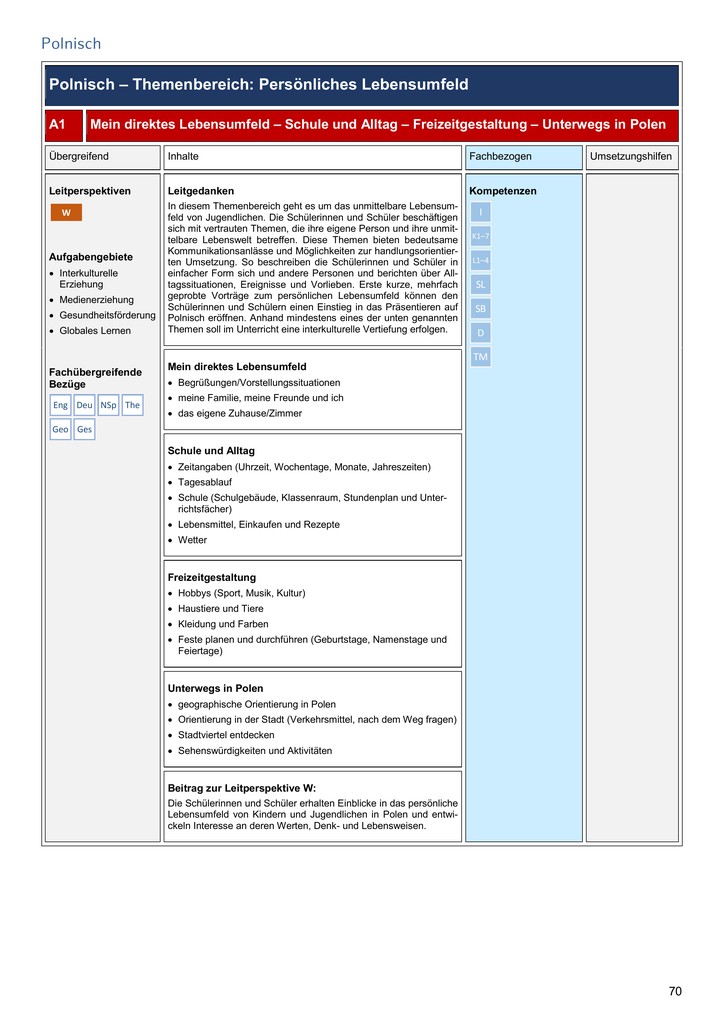 Polnisch
Polnisch – Themenbereich: Persönliches Lebensumfeld
A1 Mein direktes Lebensumfeld – Schule und Alltag – Freizeitgestaltung – Unterwegs in Polen
Übergreifend
Inhalte
Fachbezogen
Umsetzungshilfen
Leitperspektiven
W
Aufgabengebiete
• Interkulturelle
Erziehung
• Medienerziehung
• Gesundheitsförderung
• Globales Lernen
Fachübergreifende
Bezüge
Eng Deu NSp The
Geo Ges
Leitgedanken
In diesem Themenbereich geht es um das unmittelbare Lebensum-
feld von Jugendlichen. Die Schülerinnen und Schüler beschäftigen
sich mit vertrauten Themen, die ihre eigene Person und ihre unmit-
telbare Lebenswelt betreffen. Diese Themen bieten bedeutsame
Kommunikationsanlässe und Möglichkeiten zur handlungsorientier-
ten Umsetzung. So beschreiben die Schülerinnen und Schüler in
einfacher Form sich und andere Personen und berichten über All-
tagssituationen, Ereignisse und Vorlieben. Erste kurze, mehrfach
geprobte Vorträge zum persönlichen Lebensumfeld können den
Schülerinnen und Schülern einen Einstieg in das Präsentieren auf
Polnisch eröffnen. Anhand mindestens eines der unten genannten
Themen soll im Unterricht eine interkulturelle Vertiefung erfolgen.
Mein direktes Lebensumfeld
• Begrüßungen/Vorstellungssituationen
• meine Familie, meine Freunde und ich
• das eigene Zuhause/Zimmer
Schule und Alltag
• Zeitangaben (Uhrzeit, Wochentage, Monate, Jahreszeiten)
• Tagesablauf
• Schule (Schulgebäude, Klassenraum, Stundenplan und Unter-
richtsfächer)
• Lebensmittel, Einkaufen und Rezepte
• Wetter
Freizeitgestaltung
• Hobbys (Sport, Musik, Kultur)
• Haustiere und Tiere
• Kleidung und Farben
• Feste planen und durchführen (Geburtstage, Namenstage und
Feiertage)
Unterwegs in Polen
• geographische Orientierung in Polen
• Orientierung in der Stadt (Verkehrsmittel, nach dem Weg fragen)
• Stadtviertel entdecken
• Sehenswürdigkeiten und Aktivitäten
Beitrag zur Leitperspektive W:
Die Schülerinnen und Schüler erhalten Einblicke in das persönliche
Lebensumfeld von Kindern und Jugendlichen in Polen und entwi-
ckeln Interesse an deren Werten, Denk- und Lebensweisen.
Kompetenzen
I
K1–7
L1–4
SL
SB
D
TM
70